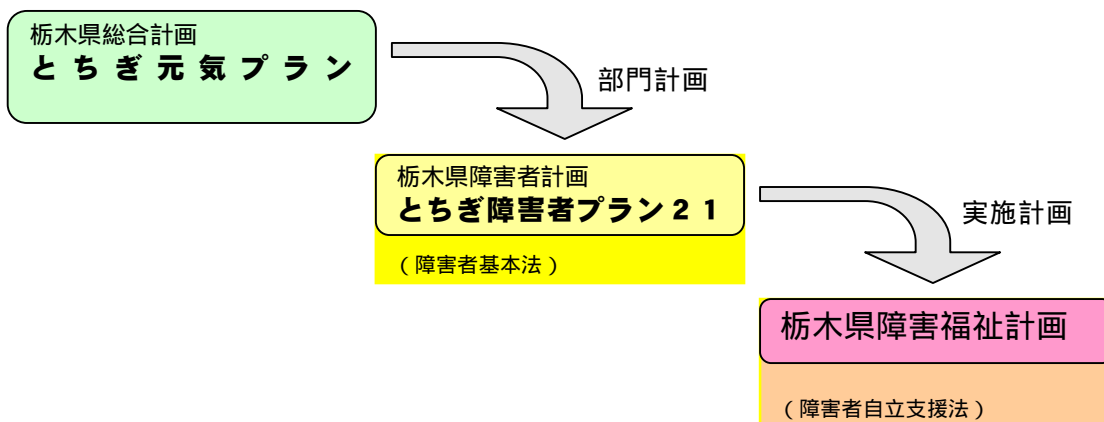 栃木県総合計画
とちぎ元気プラン
部門計画
栃木県障害者計画
とちぎ障害者プラン２１
（障害者基本法）
実施計画
栃木県障害福祉計画
（障害者自立支援法）